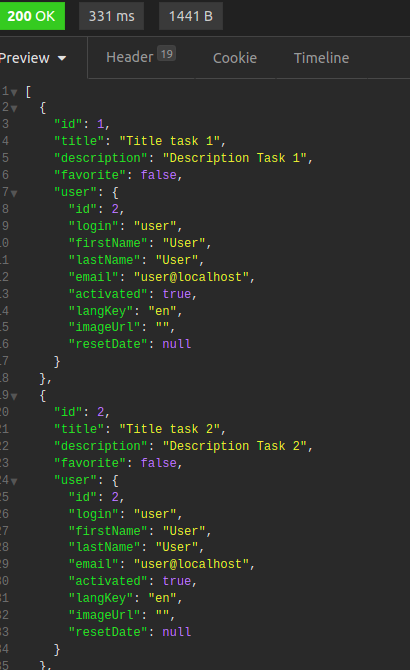 200 OK 331 ms 1441 B
Preview Header 19 Cookie Timeline
1 [
2 {
3 "id": 1,
4 "title": "Title task 1",
5 "description": "Description Task 1",
6 "favorite": false,
7 "user": {
8 "id": 2,
9 "login": "user",
10 "firstName": "User",
11 "lastName": "User",
12 "email": "user@localhost",
13 "activated": true,
14 "langKey": "en",
15 "imageUrl": "",
16 "resetDate": null
17 }
18 },
19 {
20 "id": 2,
21 "title": "Title task 2",
22 "description": "Description Task 2",
23 "favorite": false,
24 "user": {
25 "id": 2,
26 "login": "user",
27 "firstName": "User",
28 "lastName": "User",
29 "email": "user@localhost",
30 "activated": true,
31 "langKey": "en",
32 "imageUrl": "",
33 "resetDate": null
34 }
35 },